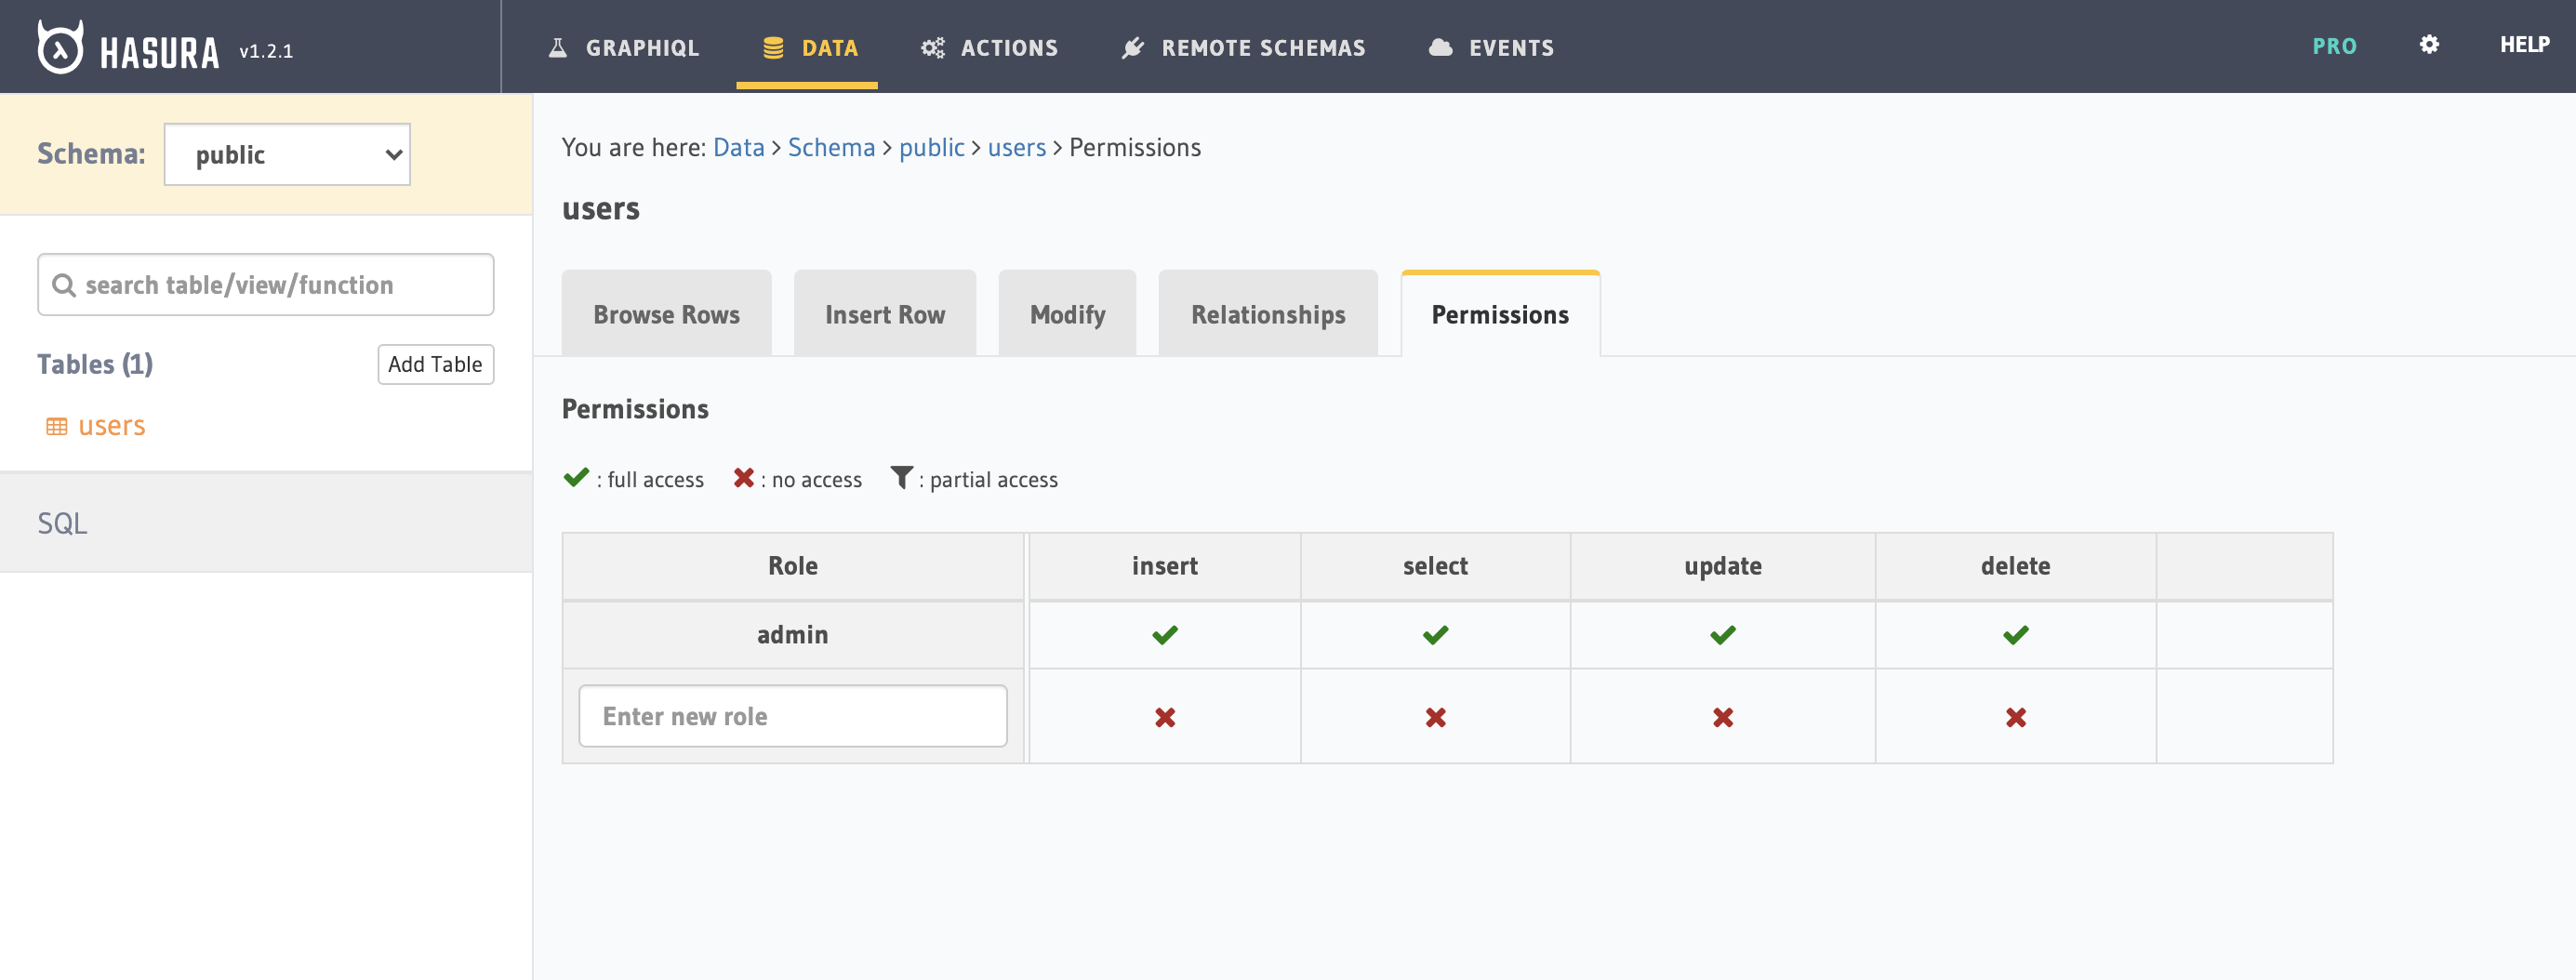 HASURA v1.2.1 GRAPHIQL DATA ACTIONS REMOTE SCHEMAS EVENTS PRO HELP
Schema: public
You are here: Data > Schema > public > users > Permissions
users
search table/view/function
Browse Rows Insert Row Modify Relationships Permissions
Tables (1) Add Table
users
Permissions
: full access : no access : partial access
SQL
Role insert select update delete
admin
Enter new role